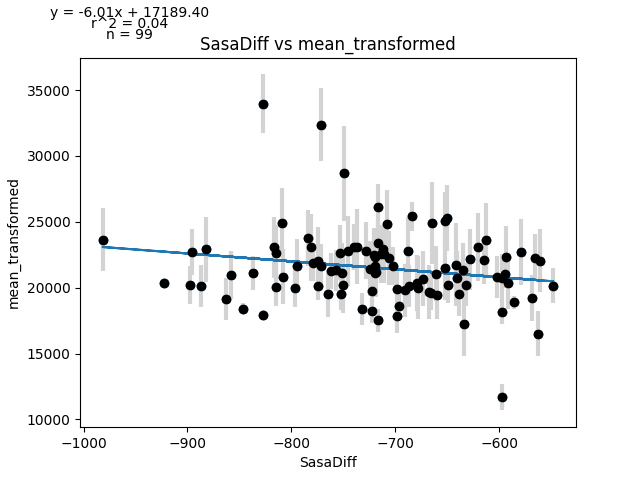 y = -6.01x + 17189.40
r^2 = 0.04
n = 99
SasaDiff vs mean_transformed
mean_transformed
35000
30000
25000
20000
15000
10000
−1000
−900
−800
−700
−600
SasaDiff